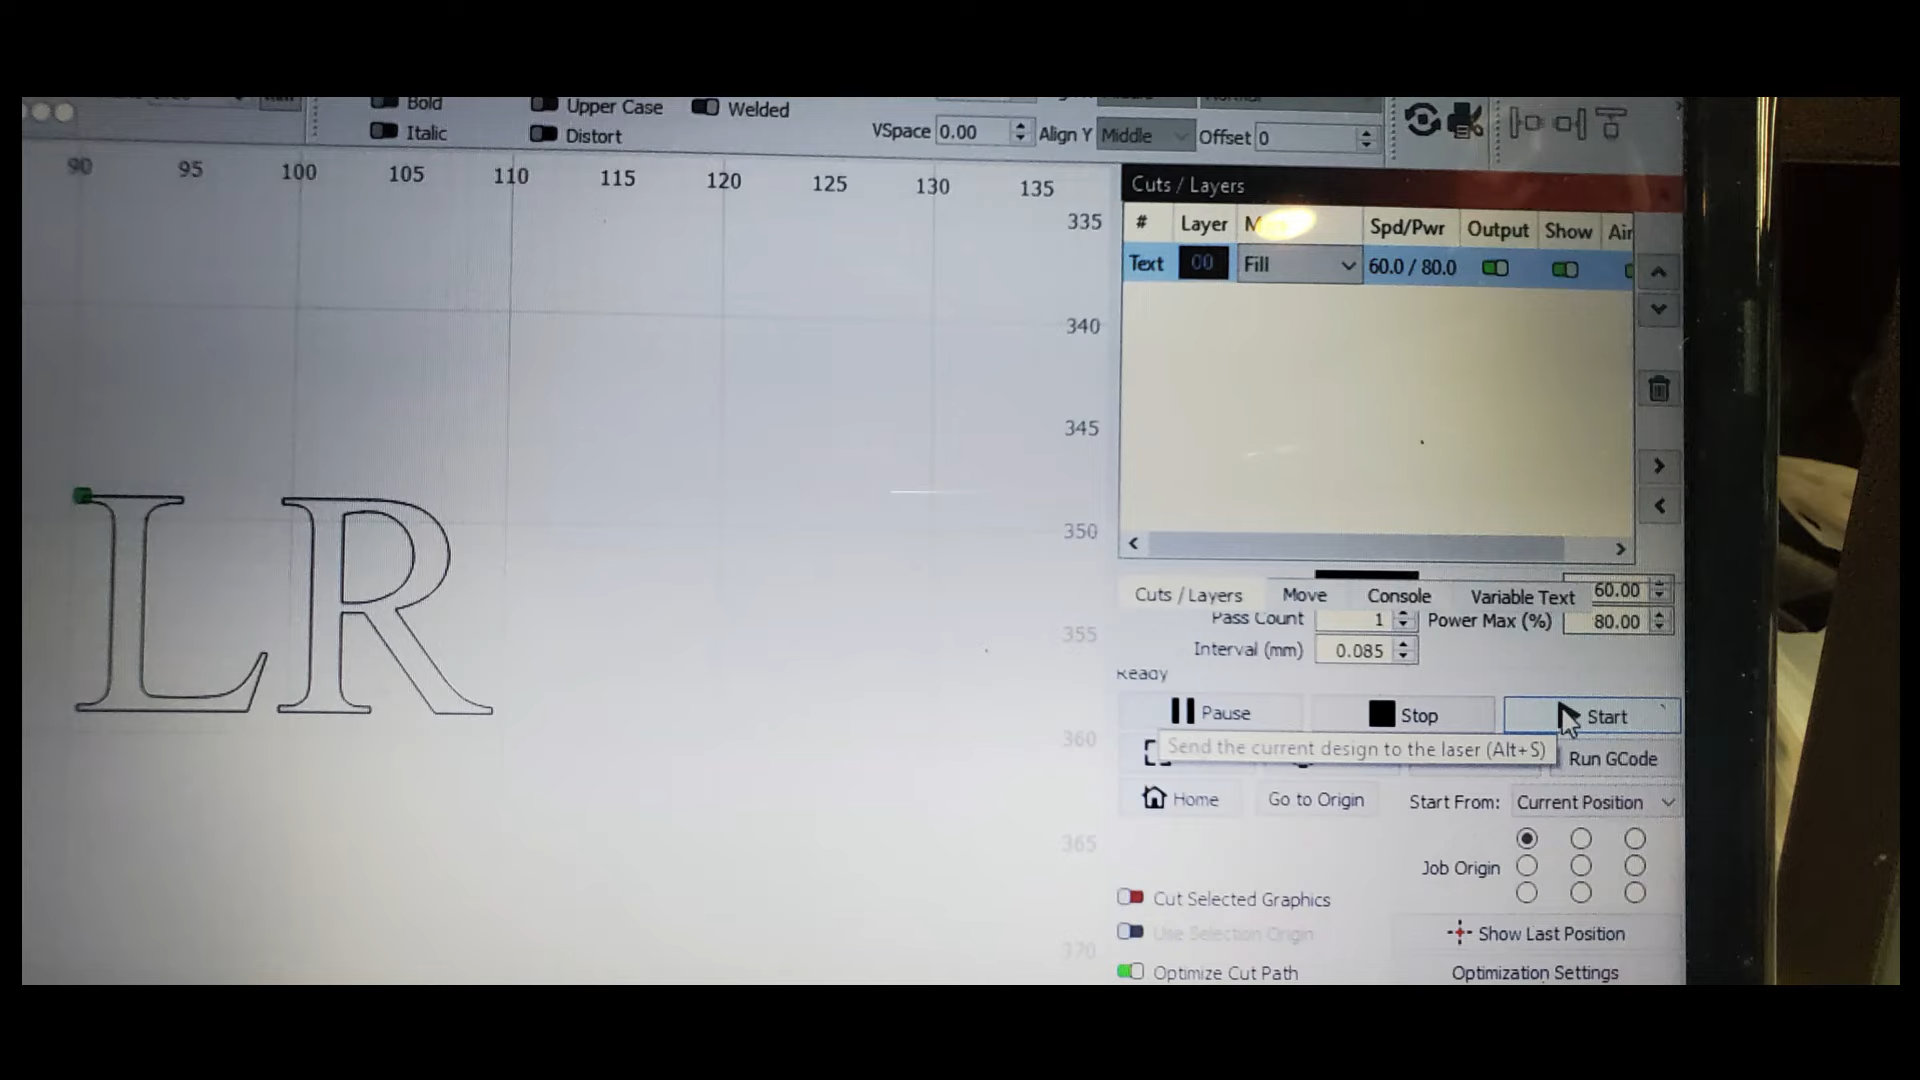 Bold
Upper Case
Welded
Italic
Distort
VSpace 0.00
Align Y Middle
Offset 0
90 95 100 105 110 115 120 125 130 135
335
340
345
350
355
360
365
370
LR
Cuts / Layers
# Layer Spd/Pwr Output Show Air
Text 00 Fill 60.0 / 80.0
Cuts / Layers Move Console Variable Text 60.00
Pass Count 1 Power Max (%) 80.00
Interval (mm) 0.085
Ready
Pause Stop Start
Send the current design to the laser (Alt+S)
Run GCode
Home Go to Origin Start From: Current Position
Job Origin
Cut Selected Graphics
Use Selection Origin
Show Last Position
Optimize Cut Path
Optimization Settings